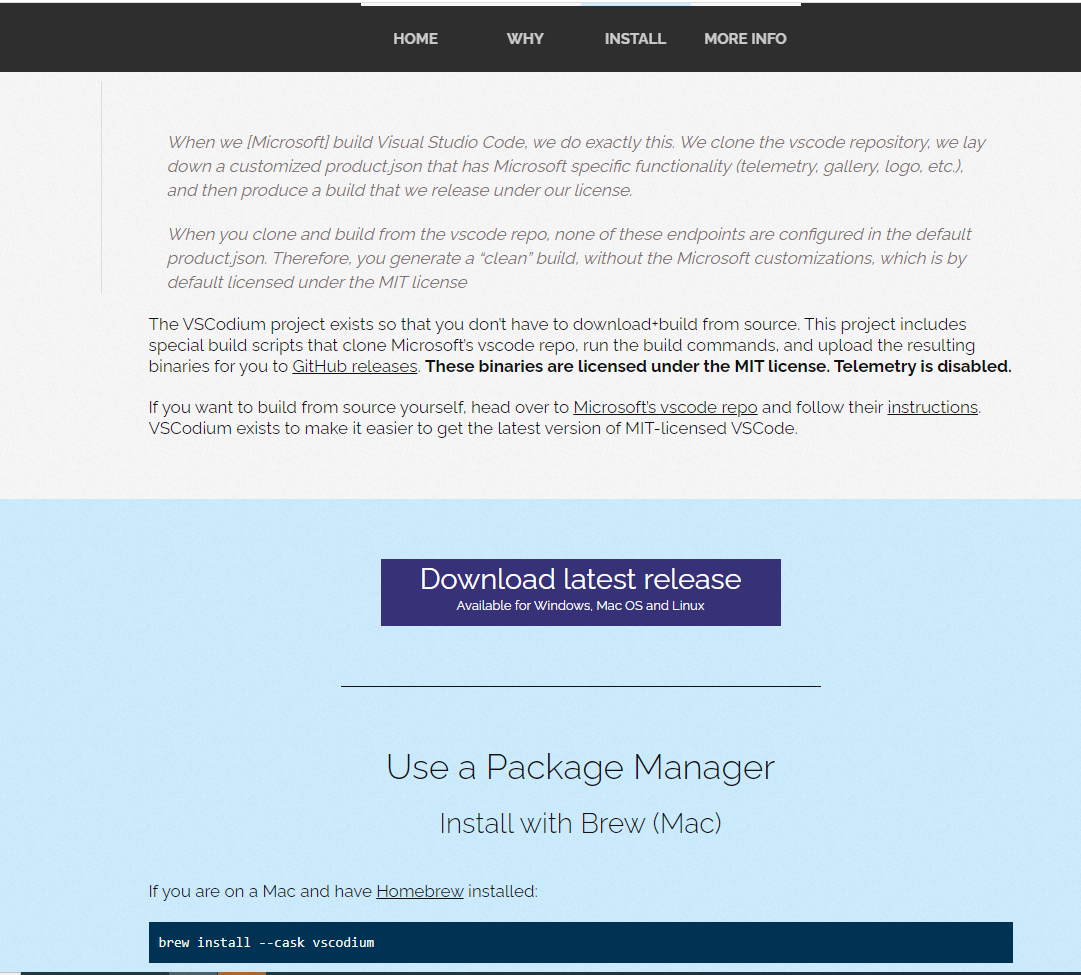 HOME WHY INSTALL MORE INFO
When we [Microsoft] build Visual Studio Code, we do exactly this. We clone the vscode repository, we lay
down a customized product.json that has Microsoft specific functionality (telemetry, gallery, logo, etc.),
and then produce a build that we release under our license.
When you clone and build from the vscode repo, none of these endpoints are configured in the default
product.json. Therefore, you generate a “clean” build, without the Microsoft customizations, which is by
default licensed under the MIT license
The VSCodium project exists so that you don’t have to download+build from source. This project includes
special build scripts that clone Microsoft’s vscode repo, run the build commands, and upload the resulting
binaries for you to GitHub releases. These binaries are licensed under the MIT license. Telemetry is disabled.
If you want to build from source yourself, head over to Microsoft’s vscode repo and follow their instructions.
VSCodium exists to make it easier to get the latest version of MIT-licensed VSCode.
Download latest release
Available for Windows, Mac OS and Linux
Use a Package Manager
Install with Brew (Mac)
If you are on a Mac and have Homebrew installed:
brew install --cask vscodium